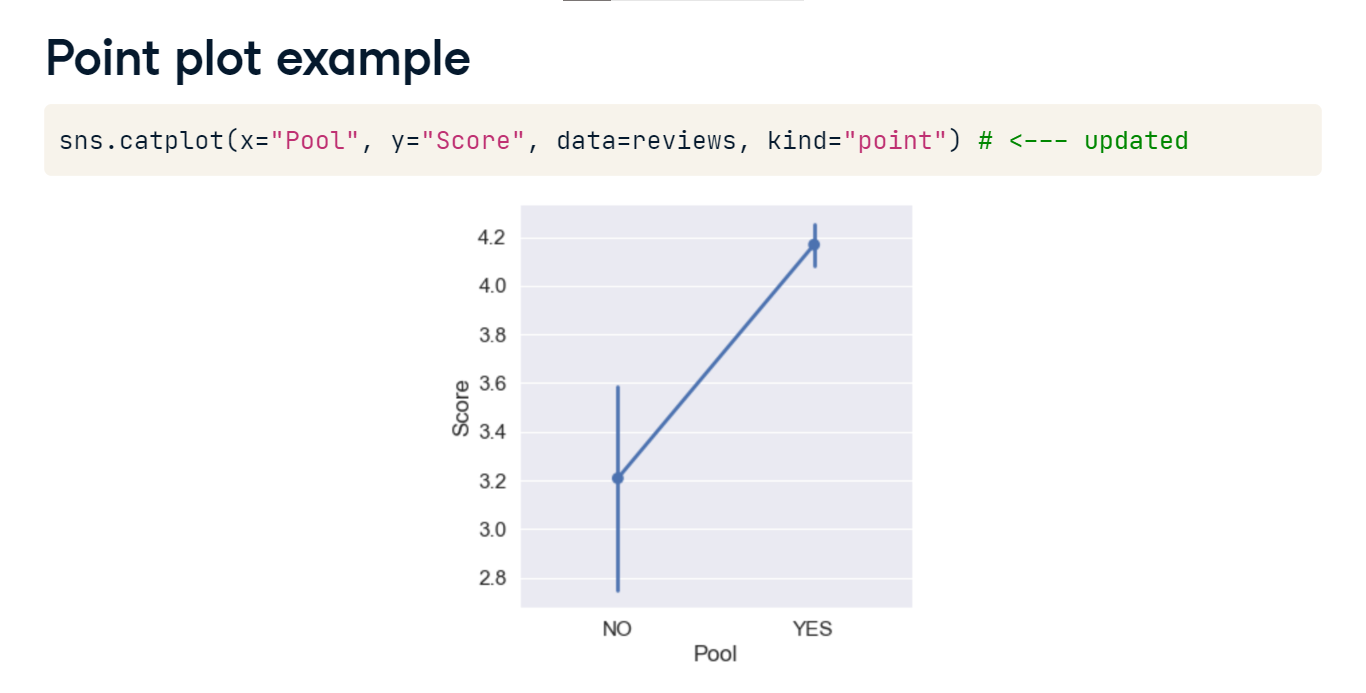 Point plot example
sns.catplot(x="Pool", y="Score", data=reviews, kind="point") # <--- updated
4.2
4.0
3.8
3.6
3.4
3.2
3.0
2.8
Score
NO YES
Pool